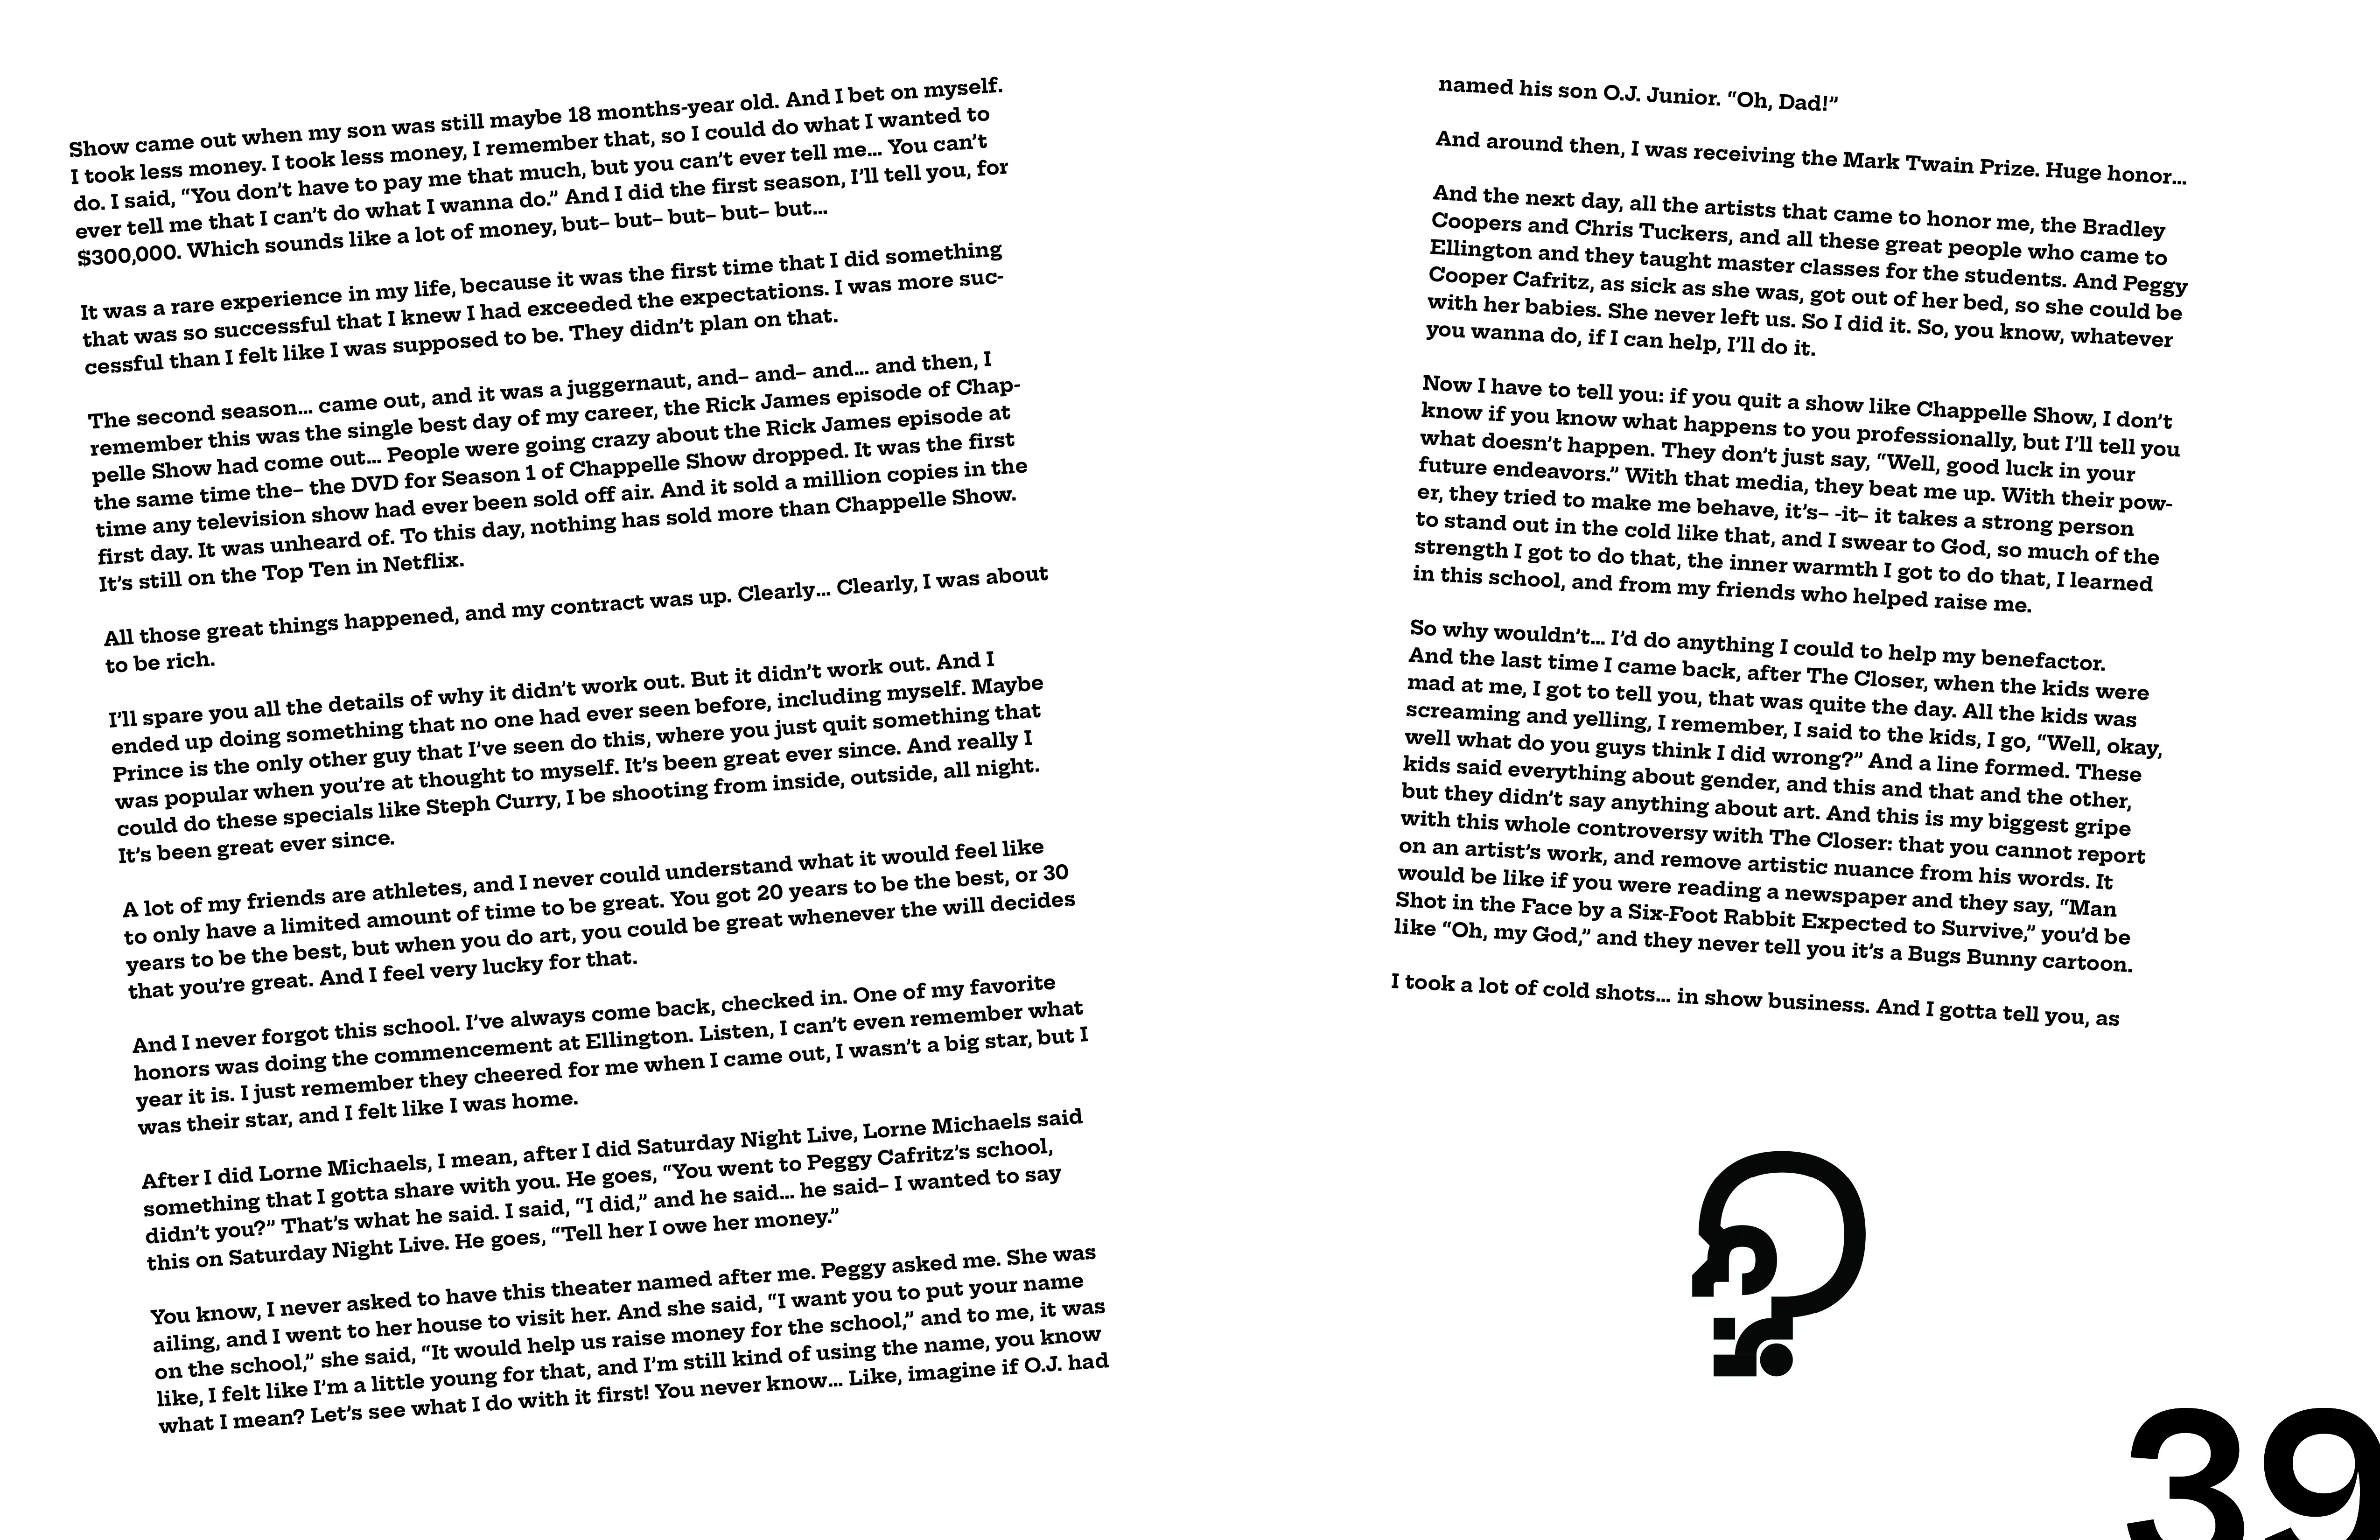 Show came out when my son was still maybe 18 months-year old. And I bet on myself.
I took less money. I took less money, I remember that, so I could do what I wanted to
do. I said, “You don’t have to pay me that much, but you can’t ever tell me... You can’t
ever tell me that I can’t do what I wanna do.” And I did the first season, I’ll tell you, for
$300,000. Which sounds like a lot of money, but– but– but– but– but...
It was a rare experience in my life, because it was the first time that I did something
that was so successful that I knew I had exceeded the expectations. I was more suc-
cessful than I felt like I was supposed to be. They didn’t plan on that.
The second season... came out, and it was a juggernaut, and– and– and... and then, I
remember this was the single best day of my career, the Rick James episode of Chap-
pelle Show had come out... People were going crazy about the Rick James episode at
the same time the– the DVD for Season 1 of Chappelle Show dropped. It was the first
time any television show had ever been sold off air. And it sold a million copies in the
first day. It was unheard of. To this day, nothing has sold more than Chappelle Show.
It’s still on the Top Ten in Netflix.
All those great things happened, and my contract was up. Clearly... Clearly, I was about
to be rich.
I’ll spare you all the details of why it didn’t work out. But it didn’t work out. And I
ended up doing something that no one had ever seen before, including myself. Maybe
Prince is the only other guy that I’ve seen do this, where you just quit something that
was popular when you’re at thought to myself. It’s been great ever since. And really I
could do these specials like Steph Curry, I be shooting from inside, outside, all night.
It’s been great ever since.
A lot of my friends are athletes, and I never could understand what it would feel like
to only have a limited amount of time to be great. You got 20 years to be the best, or 30
years to be the best, but when you do art, you could be great whenever the will decides
that you’re great. And I feel very lucky for that.
And I never forgot this school. I’ve always come back, checked in. One of my favorite
honors was doing the commencement at Ellington. Listen, I can’t even remember what
year it is. I just remember they cheered for me when I came out, I wasn’t a big star, but I
was their star, and I felt like I was home.
After I did Lorne Michaels, I mean, after I did Saturday Night Live, Lorne Michaels said
something that I gotta share with you. He goes, “You went to Peggy Cafritz’s school,
didn’t you?” That’s what he said. I said, “I did,” and he said... he said– I wanted to say
this on Saturday Night Live. He goes, “Tell her I owe her money.”
You know, I never asked to have this theater named after me. Peggy asked me. She was
ailing, and I went to her house to visit her. And she said, “I want you to put your name
on the school,” she said, “It would help us raise money for the school,” and to me, it was
like, I felt like I’m a little young for that, and I’m still kind of using the name, you know
what I mean? Let’s see what I do with it first! You never know... Like, imagine if O.J. had
named his son O.J. Junior. “Oh, Dad!”
And around then, I was receiving the Mark Twain Prize. Huge honor...
And the next day, all the artists that came to honor me, the Bradley
Coopers and Chris Tuckers, and all these great people who came to
Ellington and they taught master classes for the students. And Peggy
Cooper Cafritz, as sick as she was, got out of her bed, so she could be
with her babies. She never left us. So I did it. So, you know, whatever
you wanna do, if I can help, I’ll do it.
Now I have to tell you: if you quit a show like Chappelle Show, I don’t
know if you know what happens to you professionally, but I’ll tell you
what doesn’t happen. They don’t just say, “Well, good luck in your
future endeavors.” With that media, they beat me up. With their pow-
er, they tried to make me behave, it’s– -it– it takes a strong person
to stand out in the cold like that, and I swear to God, so much of the
strength I got to do that, the inner warmth I got to do that, I learned
in this school, and from my friends who helped raise me.
So why wouldn’t... I’d do anything I could to help my benefactor.
And the last time I came back, after The Closer, when the kids were
mad at me, I got to tell you, that was quite the day. All the kids was
screaming and yelling, I remember, I said to the kids, I go, “Well, okay,
well what do you guys think I did wrong?” And a line formed. These
kids said everything about gender, and this and that and the other,
but they didn’t say anything about art. And this is my biggest gripe
with this whole controversy with The Closer: that you cannot report
on an artist’s work, and remove artistic nuance from his words. It
would be like if you were reading a newspaper and they say, “Man
Shot in the Face by a Six-Foot Rabbit Expected to Survive,” you’d be
like “Oh, my God,” and they never tell you it’s a Bugs Bunny cartoon.
I took a lot of cold shots... in show business. And I gotta tell you, as
39